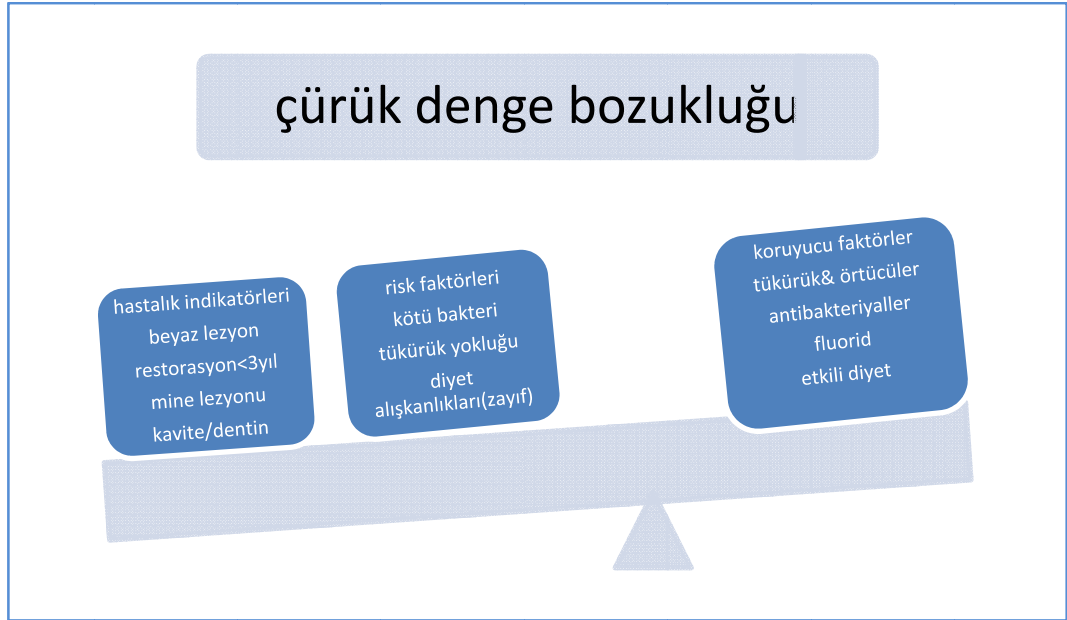 çürük denge bozukluğu
hastalık indikatörleri
beyaz lezyon
restorasyon<3yıl
mine lezyonu
kavite/dentin
risk faktörleri
kötü bakteri
tükürük yokluğu
diyet
alışkanlıkları(zayıf)
koruyucu faktörler
tükürük& örtücüler
antibakteriyaller
fluorid
etkili diyet